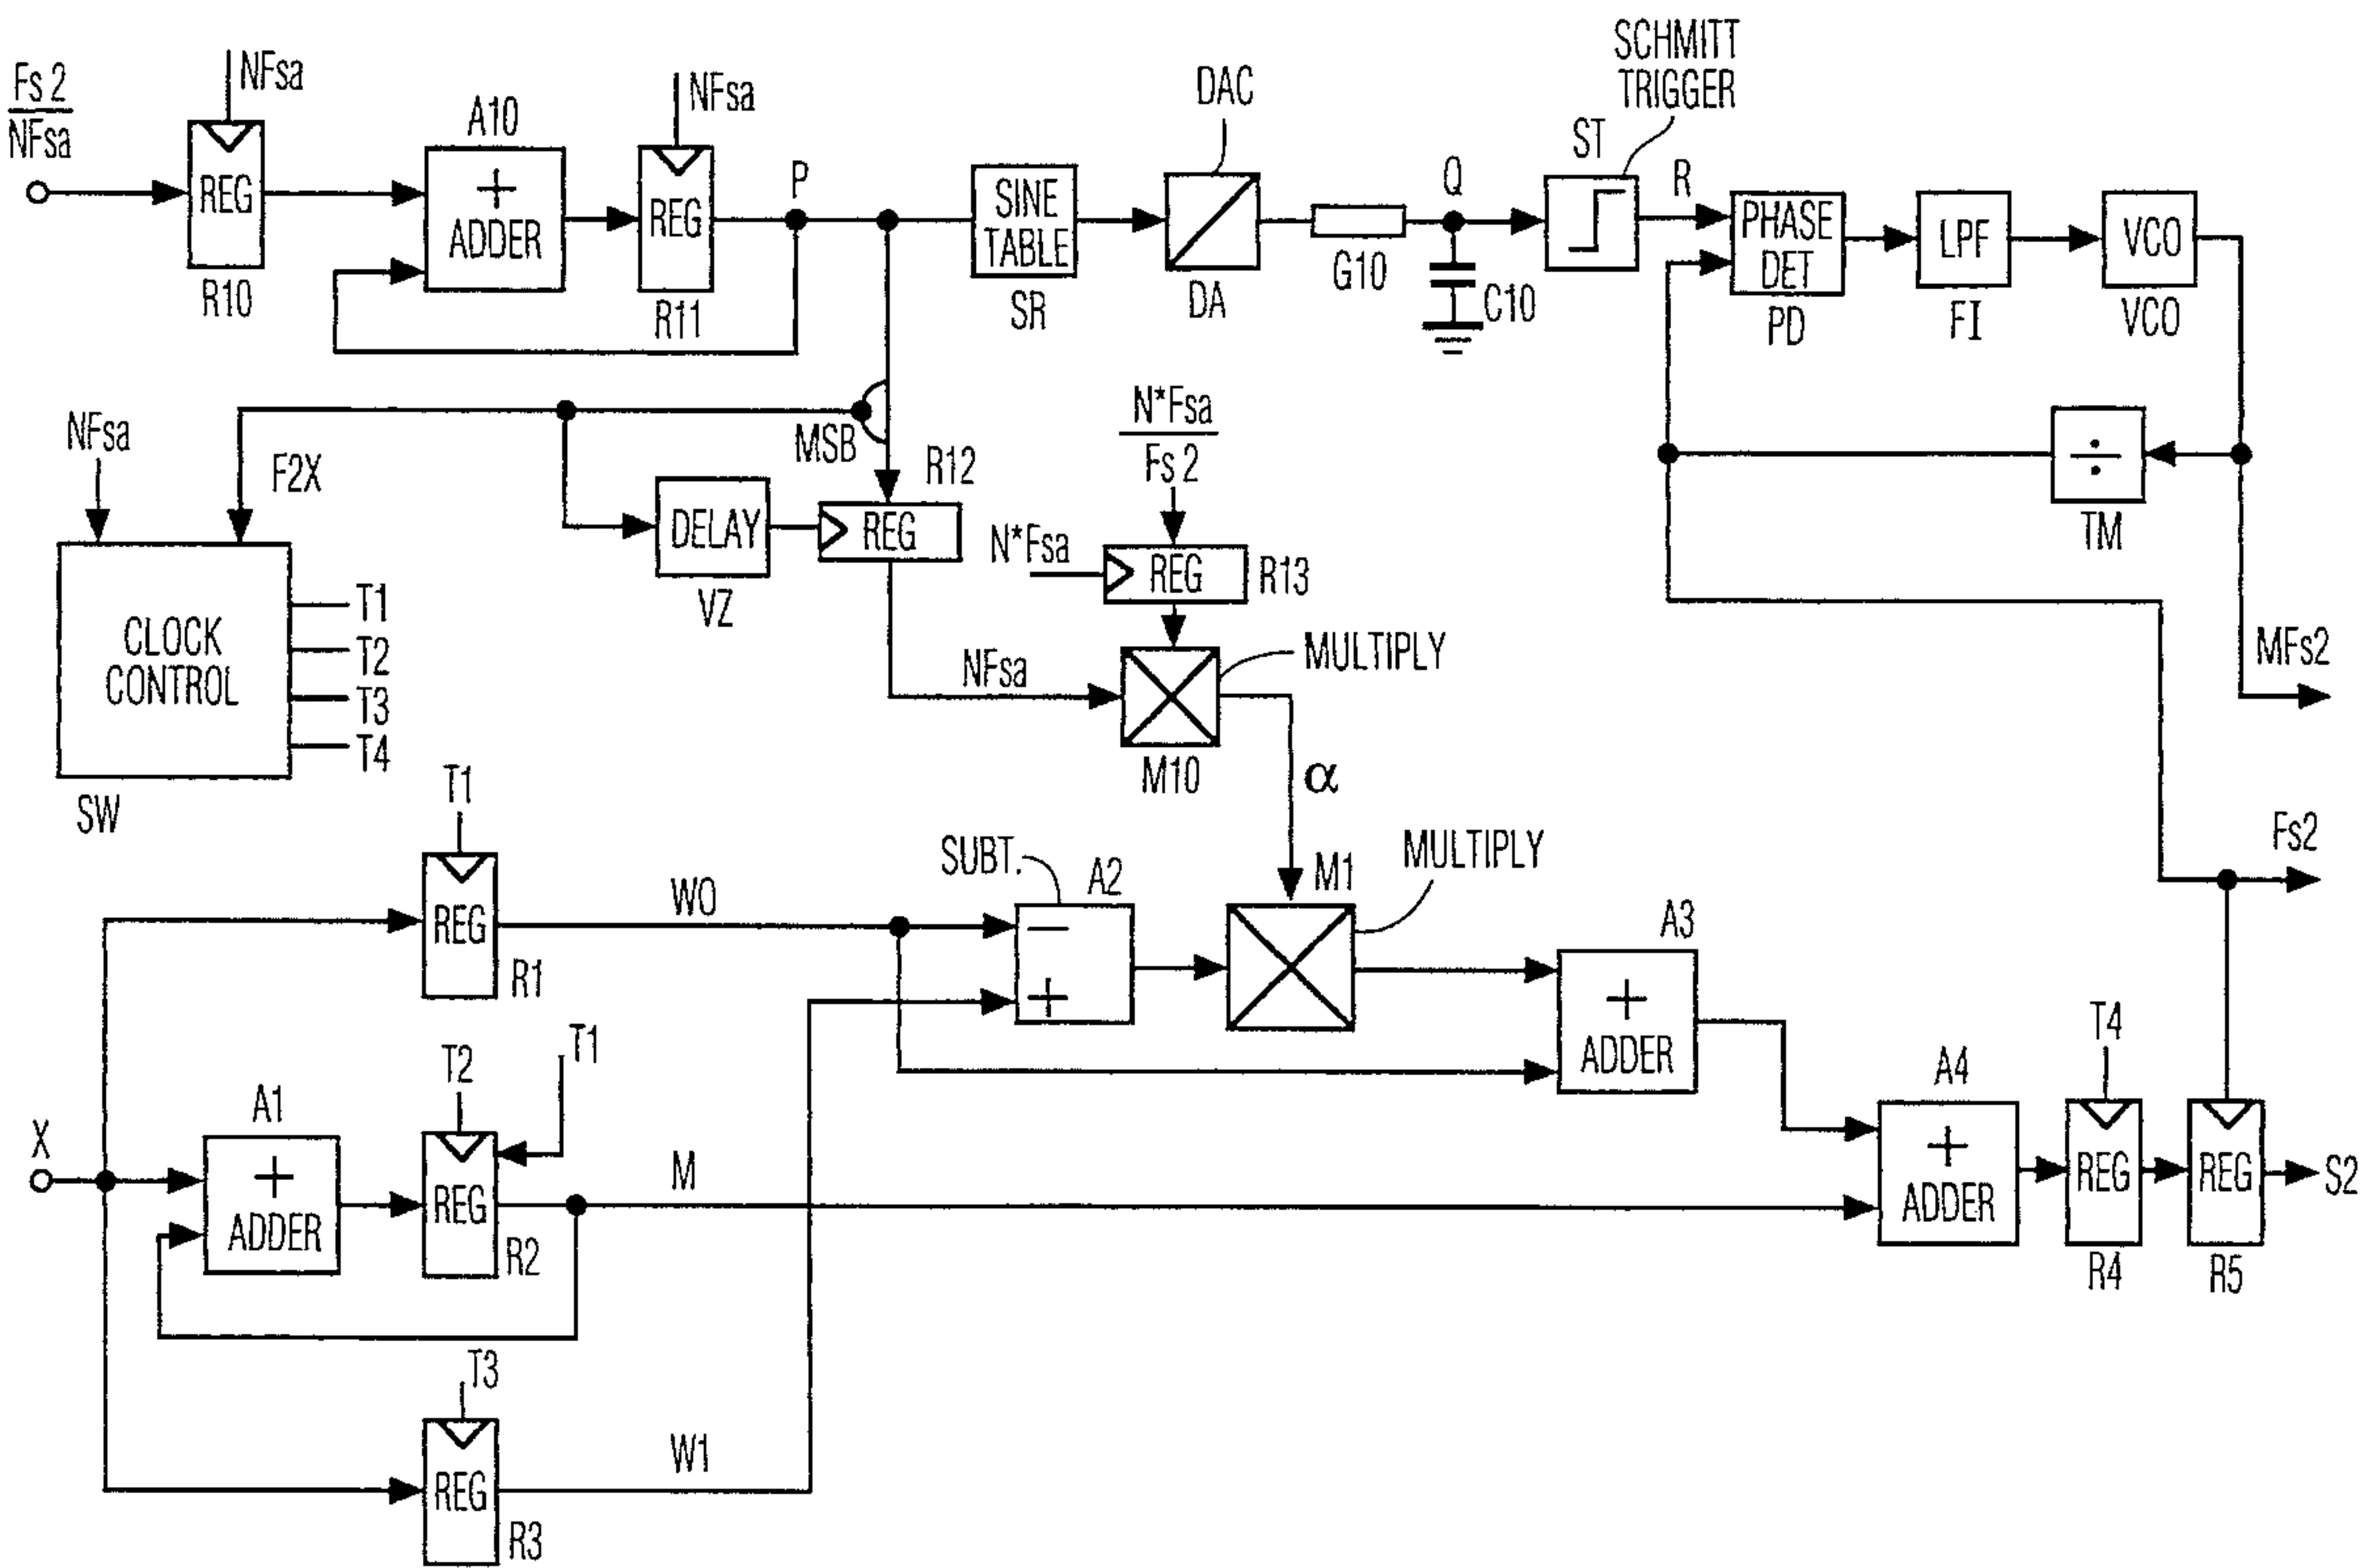 Fs 2
NFsa
NFsa
REG
R10
A10
+
ADDER
NFsa
REG
R11
P
SINE
TABLE
SR
DAC
DA
G10
Q
C10
SCHMITT
TRIGGER
ST
R
PHASE
DET
PD
LPF
FI
VCO
VCO
÷
TM
MFs2
Fs2
NFsa
F2X
CLOCK
CONTROL
SW
T1
T2
T3
T4
MSB
DELAY
VZ
R12
REG
N*Fsa
Fs 2
N*Fsa
REG
R13
NFsa
MULTIPLY
M10
α
T1
REG
R1
W0
SUBT.
A2
−
+
M1
MULTIPLY
A3
+
ADDER
X
A1
+
ADDER
T2
T1
REG
R2
M
A4
+
ADDER
T4
REG
R4
REG
R5
S2
T3
REG
R3
W1